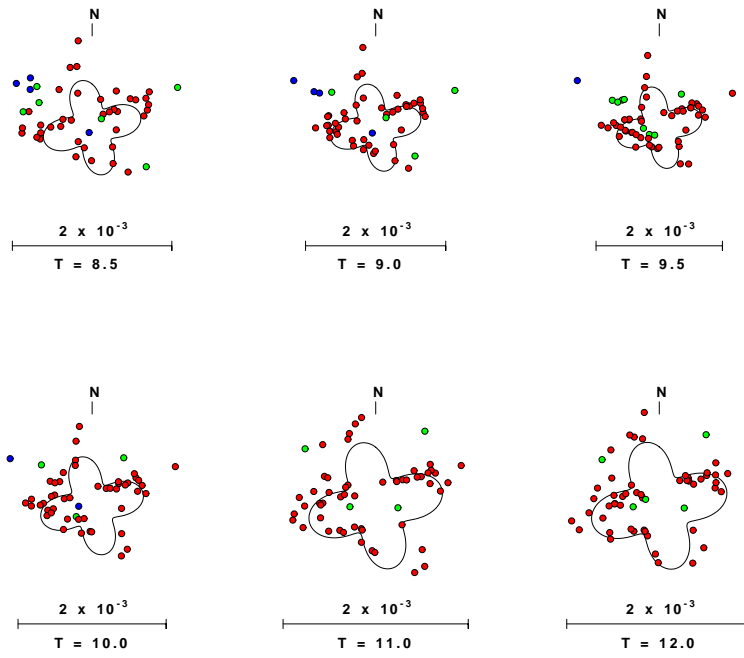 N
N
N
2 x 10⁻³
2 x 10⁻³
2 x 10⁻³
T = 8.5
T = 9.0
T = 9.5
N
N
N
2 x 10⁻³
2 x 10⁻³
2 x 10⁻³
T = 10.0
T = 11.0
T = 12.0